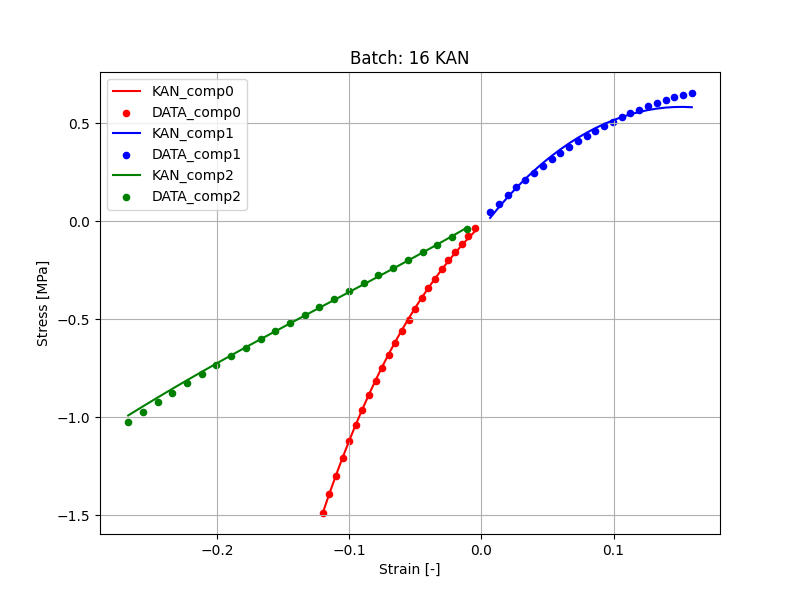 Batch: 16 KAN
KAN_comp0
DATA_comp0
KAN_comp1
DATA_comp1
KAN_comp2
DATA_comp2
0.5
0.0
−0.5
−1.0
−1.5
Stress [MPa]
−0.2 −0.1 0.0 0.1
Strain [-]